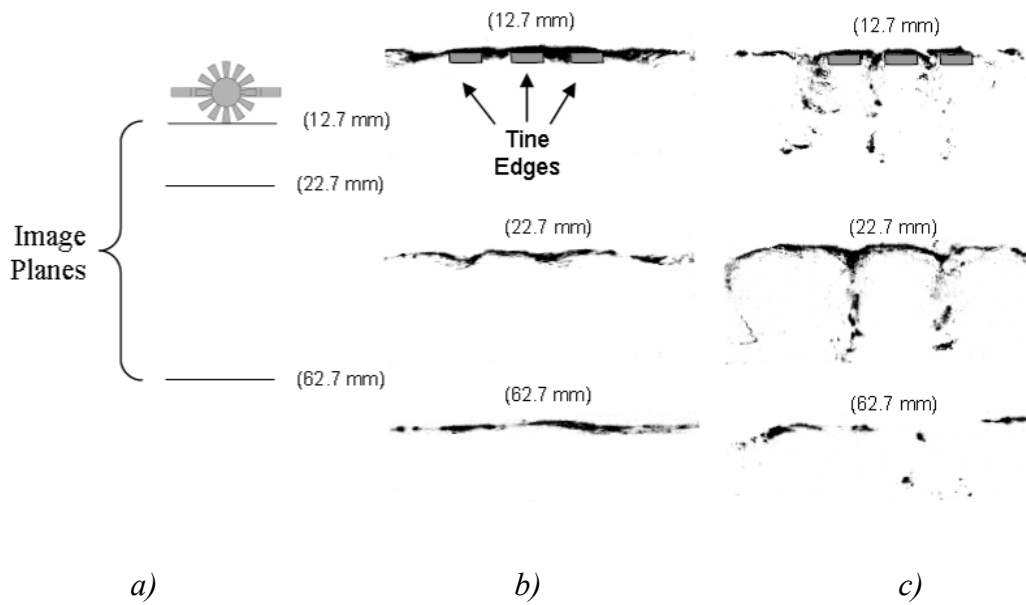 (12.7 mm)
(22.7 mm)
Image
Planes
(62.7 mm)
a)
(12.7 mm)
Tine
Edges
(22.7 mm)
(62.7 mm)
b)
(12.7 mm)
(22.7 mm)
(62.7 mm)
c)